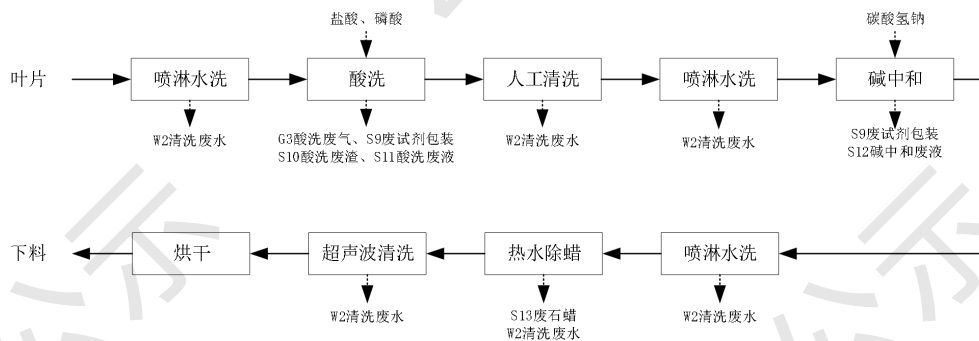 盐酸、磷酸
碳酸氢钠
叶片
喷淋水洗
酸洗
人工清洗
喷淋水洗
碱中和
W2清洗废水
G3酸洗废气、S9废试剂包装
S10酸洗废渣、S11酸洗废液
W2清洗废水
W2清洗废水
S9废试剂包装
S12碱中和废液
下料
烘干
超声波清洗
热水除蜡
喷淋水洗
W2清洗废水
S13废石蜡
W2清洗废水
W2清洗废水